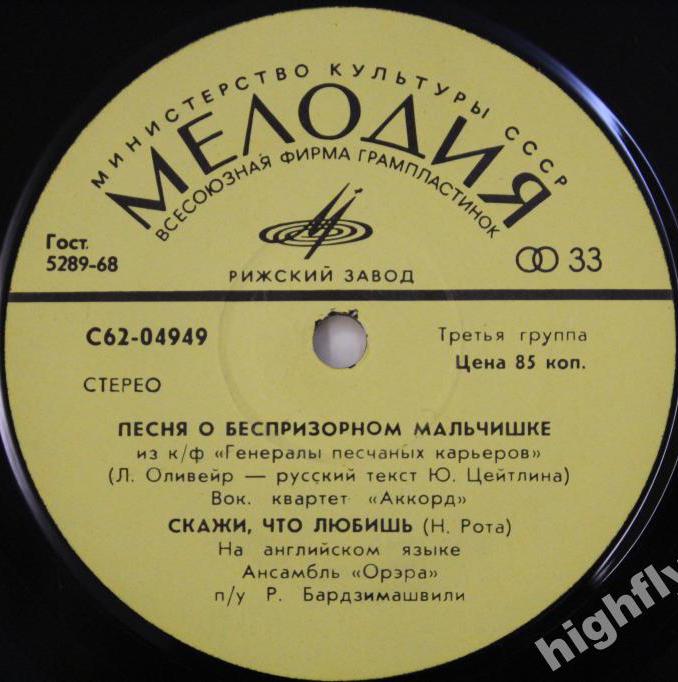 МИНИСТЕРСТВО КУЛЬТУРЫ СССР
МЕЛОДИЯ
ВСЕСОЮЗНАЯ ФИРМА ГРАМПЛАСТИНОК
Гост.
5289-68
33
РИЖСКИЙ ЗАВОД
С62-04949
Третья группа
Цена 85 коп.
СТЕРЕО
ПЕСНЯ О БЕСПРИЗОРНОМ МАЛЬЧИШКЕ
из к/ф «Генералы песчаных карьеров»
(Л. Оливейр — русский текст Ю. Цейтлина)
Вок. квартет «Аккорд»
СКАЖИ, ЧТО ЛЮБИШЬ (Н. Рота)
На английском языке
Ансамбль «Орэра»
п/у Р. Бардзимашвили
highfly